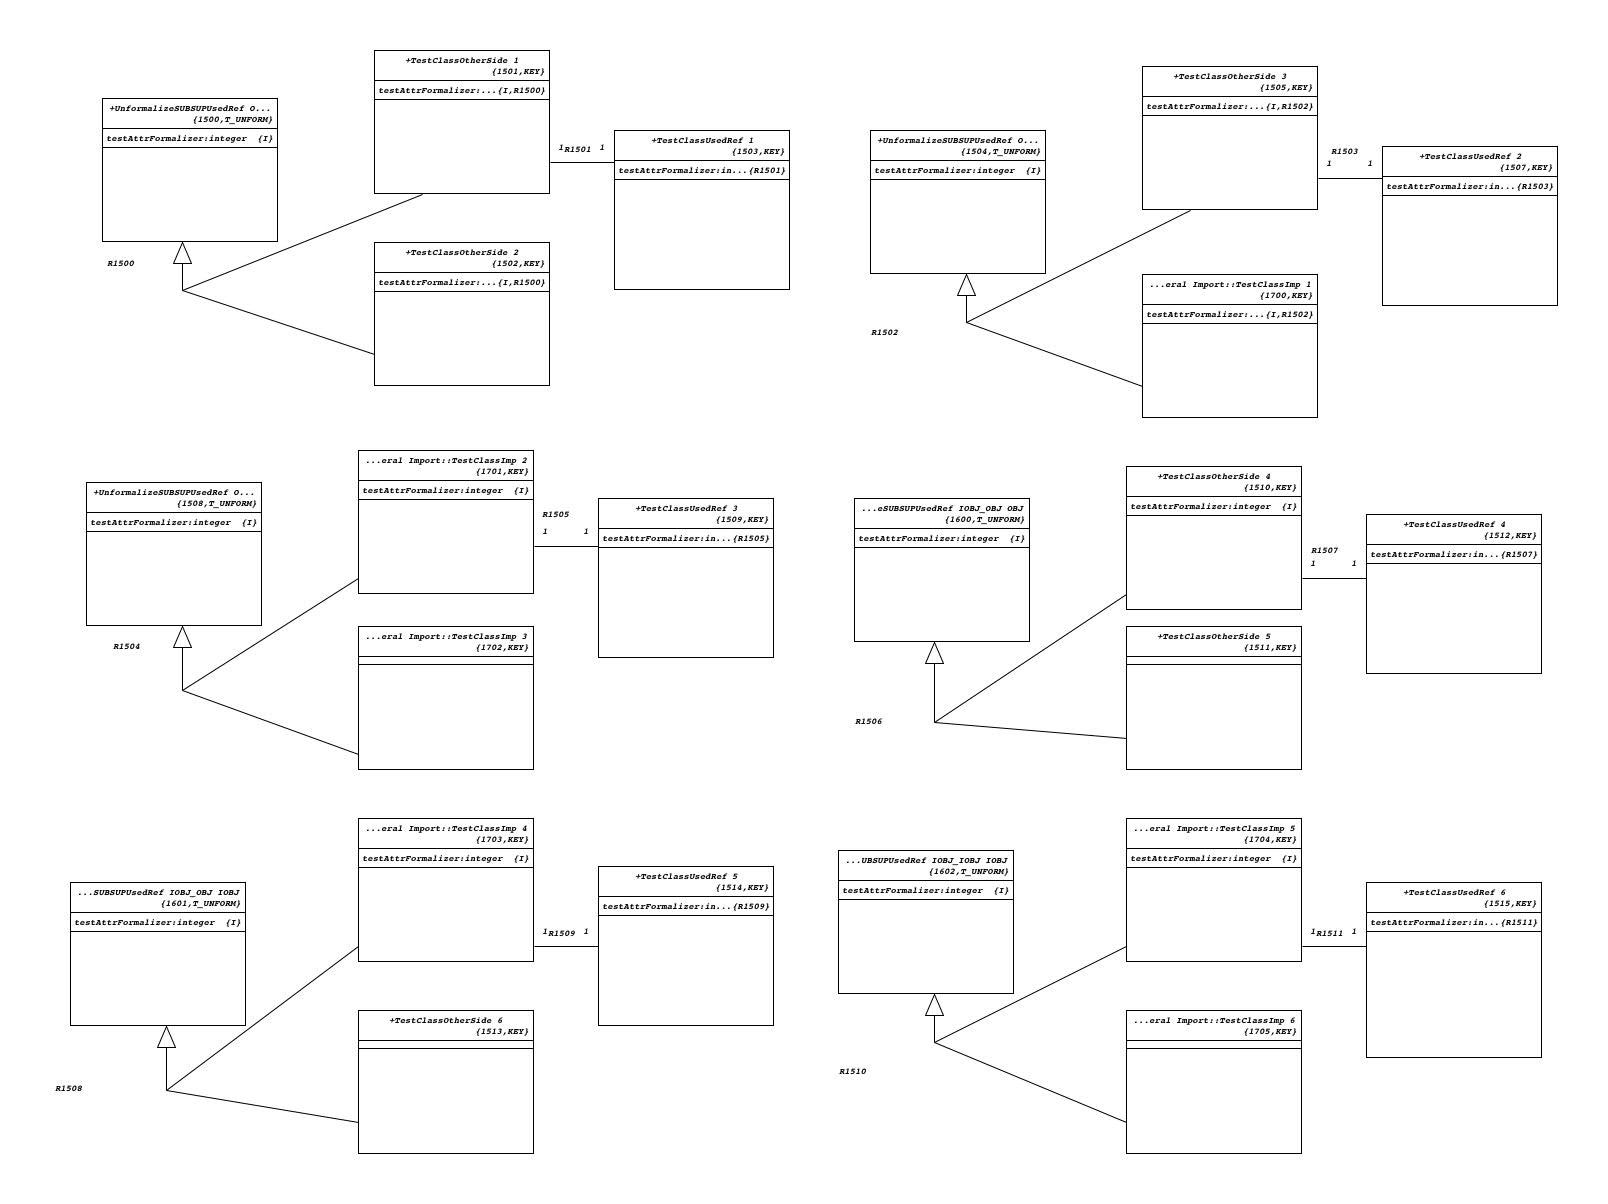 +UnformalizeSUBSUPUsedRef O...
{1500,T_UNFORM}
testAttrFormalizer:integer {I}
R1500
+TestClassOtherSide 1
{1501,KEY}
testAttrFormalizer:...{I,R1500}
1 R1501 1
+TestClassUsedRef 1
{1503,KEY}
testAttrFormalizer:in...{R1501}
+TestClassOtherSide 2
{1502,KEY}
testAttrFormalizer:...{I,R1500}
+UnformalizeSUBSUPUsedRef O...
{1504,T_UNFORM}
testAttrFormalizer:integer {I}
R1502
+TestClassOtherSide 3
{1505,KEY}
testAttrFormalizer:...{I,R1502}
R1503
1 1
+TestClassUsedRef 2
{1507,KEY}
testAttrFormalizer:in...{R1503}
...eral Import::TestClassImp 1
{1700,KEY}
testAttrFormalizer:...{I,R1502}
+UnformalizeSUBSUPUsedRef O...
{1508,T_UNFORM}
testAttrFormalizer:integer {I}
R1504
...eral Import::TestClassImp 2
{1701,KEY}
testAttrFormalizer:integer {I}
R1505
1 1
+TestClassUsedRef 3
{1509,KEY}
testAttrFormalizer:in...{R1505}
...eral Import::TestClassImp 3
{1702,KEY}
...eSUBSUPUsedRef IOBJ_OBJ OBJ
{1600,T_UNFORM}
testAttrFormalizer:integer {I}
R1506
+TestClassOtherSide 4
{1510,KEY}
testAttrFormalizer:integer {I}
R1507
1 1
+TestClassUsedRef 4
{1512,KEY}
testAttrFormalizer:in...{R1507}
+TestClassOtherSide 5
{1511,KEY}
...SUBSUPUsedRef IOBJ_OBJ IOBJ
{1601,T_UNFORM}
testAttrFormalizer:integer {I}
R1508
...eral Import::TestClassImp 4
{1703,KEY}
testAttrFormalizer:integer {I}
1 R1509 1
+TestClassUsedRef 5
{1514,KEY}
testAttrFormalizer:in...{R1509}
+TestClassOtherSide 6
{1513,KEY}
...UBSUPUsedRef IOBJ_IOBJ IOBJ
{1602,T_UNFORM}
testAttrFormalizer:integer {I}
R1510
...eral Import::TestClassImp 5
{1704,KEY}
testAttrFormalizer:integer {I}
1 R1511 1
+TestClassUsedRef 6
{1515,KEY}
testAttrFormalizer:in...{R1511}
...eral Import::TestClassImp 6
{1705,KEY}